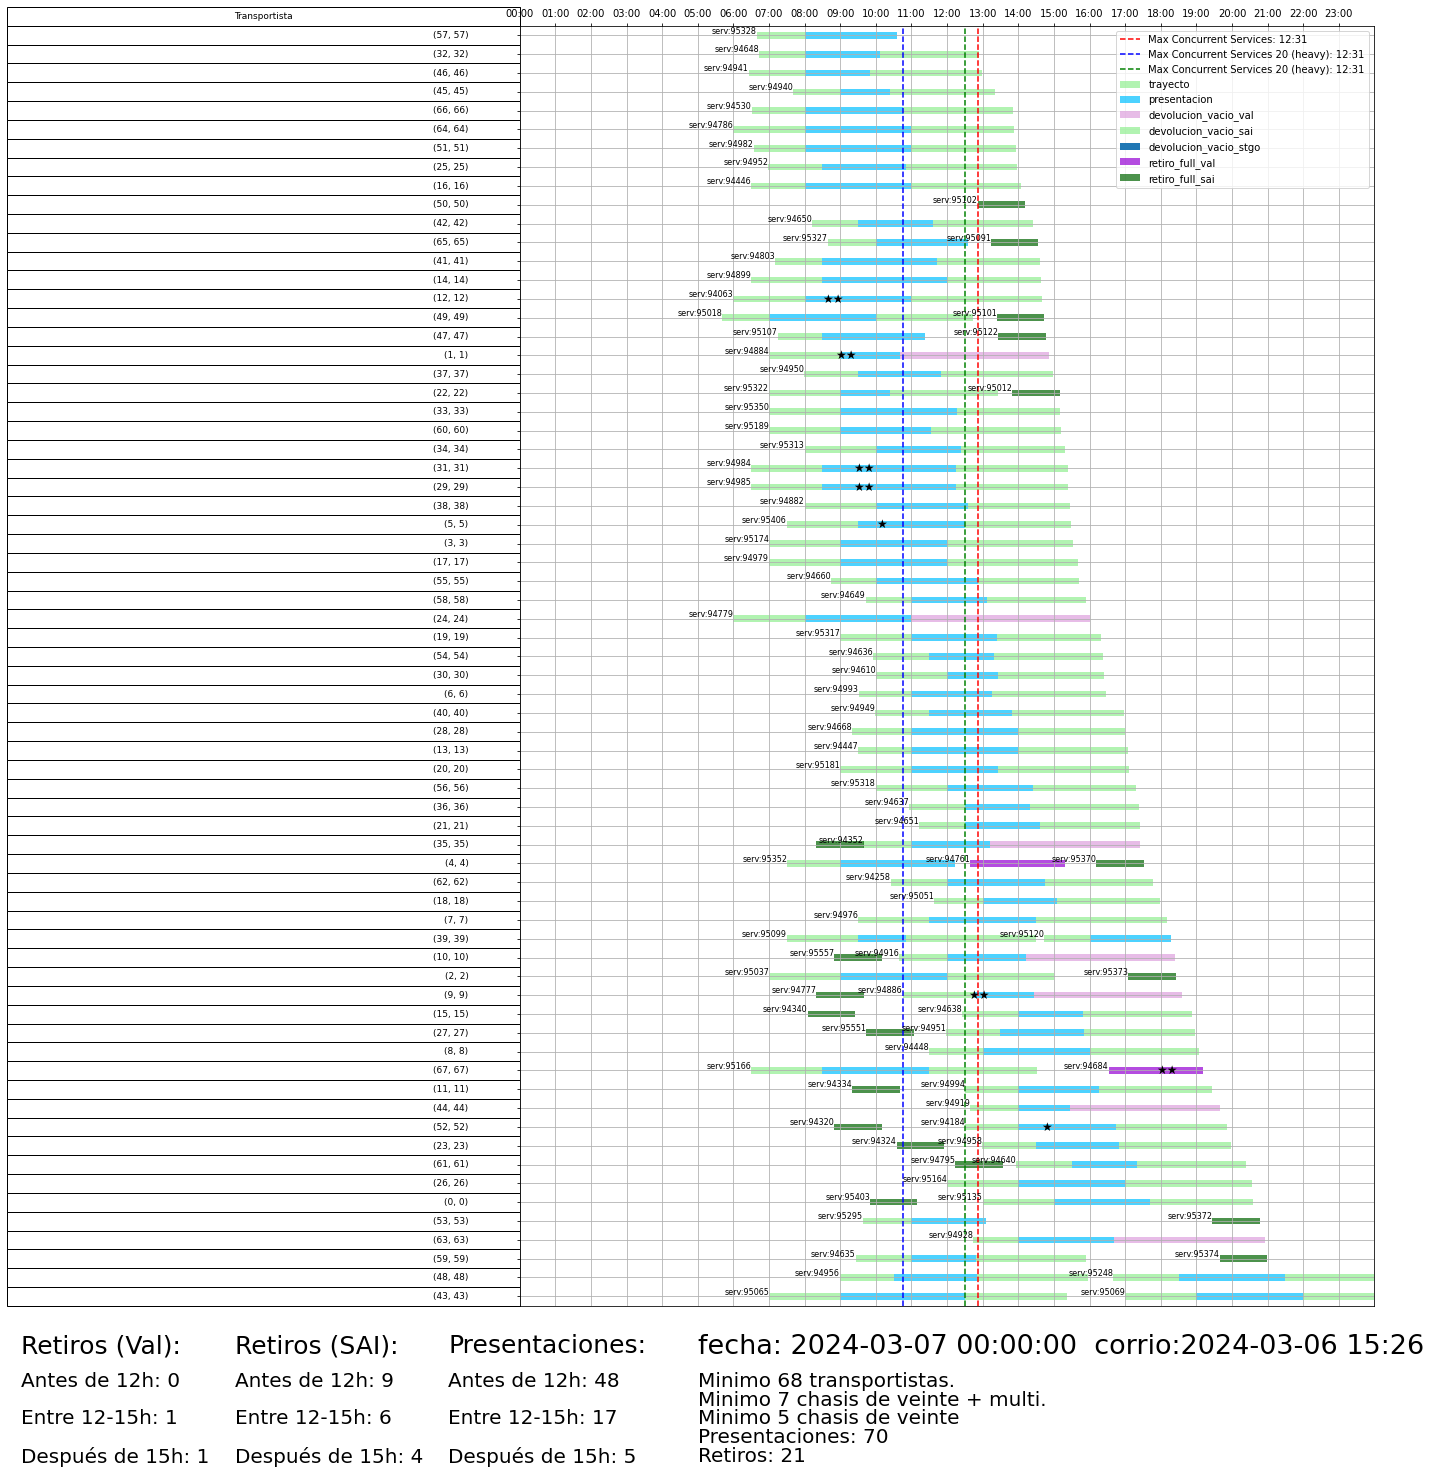 Transportista
00:00 01:00 02:00 03:00 04:00 05:00 06:00 07:00 08:00 09:00 10:00 11:00 12:00 13:00 14:00 15:00 16:00 17:00 18:00 19:00 20:00 21:00 22:00 23:00
Max Concurrent Services: 12:31
Max Concurrent Services 20 (heavy): 12:31
Max Concurrent Services 20 (heavy): 12:31
trayecto
presentacion
devolucion_vacio_val
devolucion_vacio_sai
devolucion_vacio_stgo
retiro_full_val
retiro_full_sai
(57, 57) serv:95328
(32, 32) serv:94648
(46, 46) serv:94941
(45, 45) serv:94940
(66, 66) serv:94530
(64, 64) serv:94786
(51, 51) serv:94982
(25, 25) serv:94952
(16, 16) serv:94446
(50, 50) serv:95102
(42, 42) serv:94650
(65, 65) serv:95327 serv:95091
(41, 41) serv:94803
(14, 14) serv:94899
(12, 12) serv:94063
(49, 49) serv:95018 serv:95101
(47, 47) serv:95107 serv:95122
(1, 1) serv:94884
(37, 37) serv:94950
(22, 22) serv:95322 serv:95012
(33, 33) serv:95350
(60, 60) serv:95189
(34, 34) serv:95313
(31, 31) serv:94984
(29, 29) serv:94985
(38, 38) serv:94882
(5, 5) serv:95406
(3, 3) serv:95174
(17, 17) serv:94979
(55, 55) serv:94660
(58, 58) serv:94649
(24, 24) serv:94779
(19, 19) serv:95317
(54, 54) serv:94636
(30, 30) serv:94610
(6, 6) serv:94993
(40, 40) serv:94949
(28, 28) serv:94668
(13, 13) serv:94447
(20, 20) serv:95181
(56, 56) serv:95318
(36, 36) serv:94637
(21, 21) serv:94651
(35, 35) serv:94352
(4, 4) serv:95352 serv:94761 serv:95370
(62, 62) serv:94258
(18, 18) serv:95051
(7, 7) serv:94976
(39, 39) serv:95099 serv:95120
(10, 10) serv:95557 serv:94916
(2, 2) serv:95037 serv:95373
(9, 9) serv:94777 serv:94886
(15, 15) serv:94340 serv:94638
(27, 27) serv:95551 serv:94951
(8, 8) serv:94448
(67, 67) serv:95166 serv:94684
(11, 11) serv:94334 serv:94994
(44, 44) serv:94919
(52, 52) serv:94320 serv:94184
(23, 23) serv:94324 serv:94958
(61, 61) serv:94795 serv:94640
(26, 26) serv:95164
(0, 0) serv:95403 serv:95135
(53, 53) serv:95295 serv:95372
(63, 63) serv:94928
(59, 59) serv:94635 serv:95374
(48, 48) serv:94956 serv:95248
(43, 43) serv:95065 serv:95069
Retiros (Val): Retiros (SAI): Presentaciones: fecha: 2024-03-07 00:00:00 corrio:2024-03-06 15:26
Antes de 12h: 0 Antes de 12h: 9 Antes de 12h: 48 Minimo 68 transportistas.
Minimo 7 chasis de veinte + multi.
Entre 12-15h: 1 Entre 12-15h: 6 Entre 12-15h: 17 Minimo 5 chasis de veinte
Presentaciones: 70
Después de 15h: 1 Después de 15h: 4 Después de 15h: 5 Retiros: 21